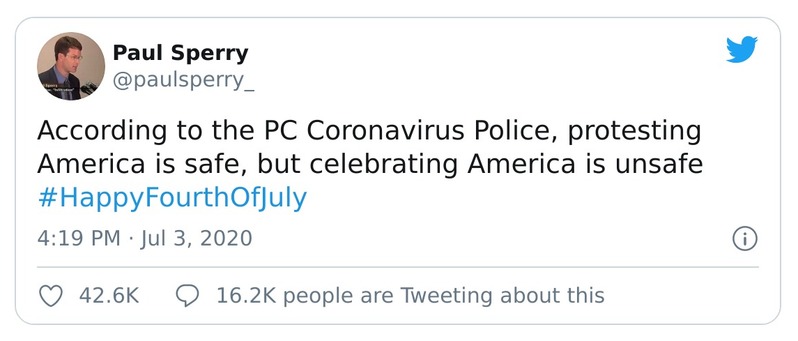 Paul Sperry
@paulsperry_
According to the PC Coronavirus Police, protesting
America is safe, but celebrating America is unsafe
#HappyFourthOfJuly
4:19 PM · Jul 3, 2020
42.6K 16.2K people are Tweeting about this